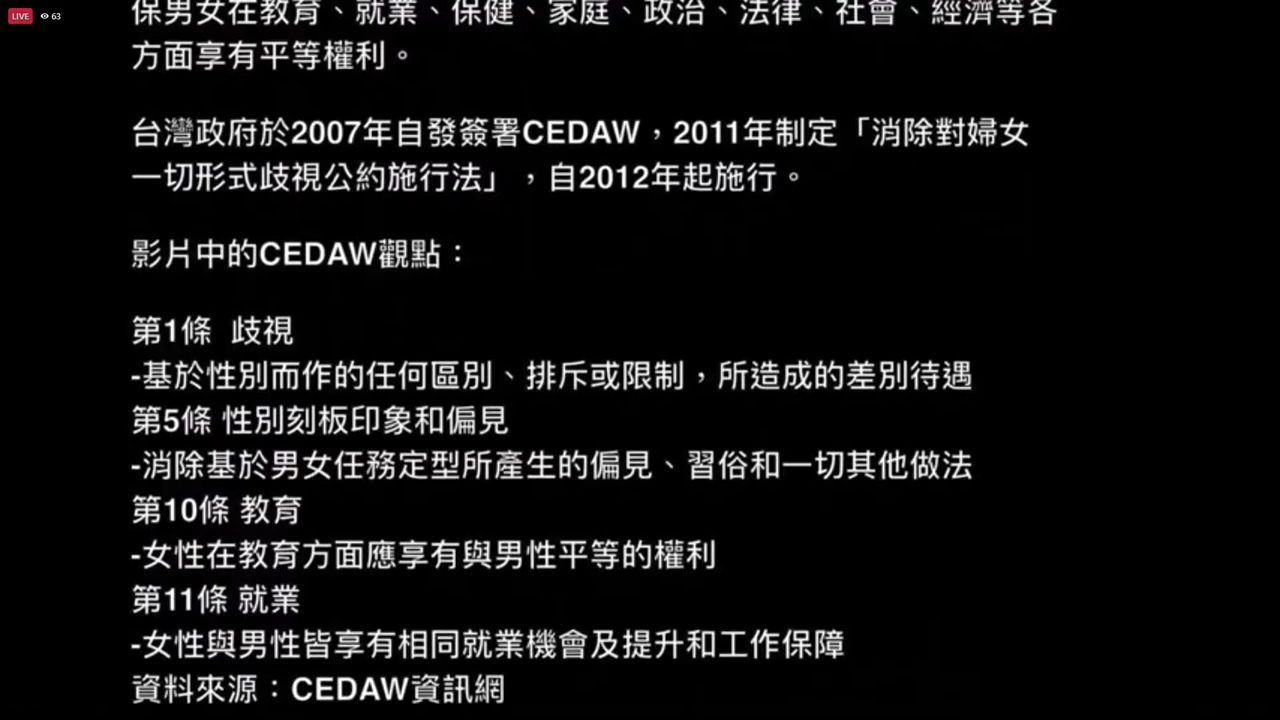 LIVE 63
保男女在教育、就業、保健、家庭、政治、法律、社會、經濟等各
方面享有平等權利。
台灣政府於2007年自發簽署CEDAW，2011年制定「消除對婦女
一切形式歧視公約施行法」，自2012年起施行。
影片中的CEDAW觀點：
第1條 歧視
-基於性別而作的任何區別、排斥或限制，所造成的差別待遇
第5條 性別刻板印象和偏見
-消除基於男女任務定型所產生的偏見、習俗和一切其他做法
第10條 教育
-女性在教育方面應享有與男性平等的權利
第11條 就業
-女性與男性皆享有相同就業機會及提升和工作保障
資料來源：CEDAW資訊網